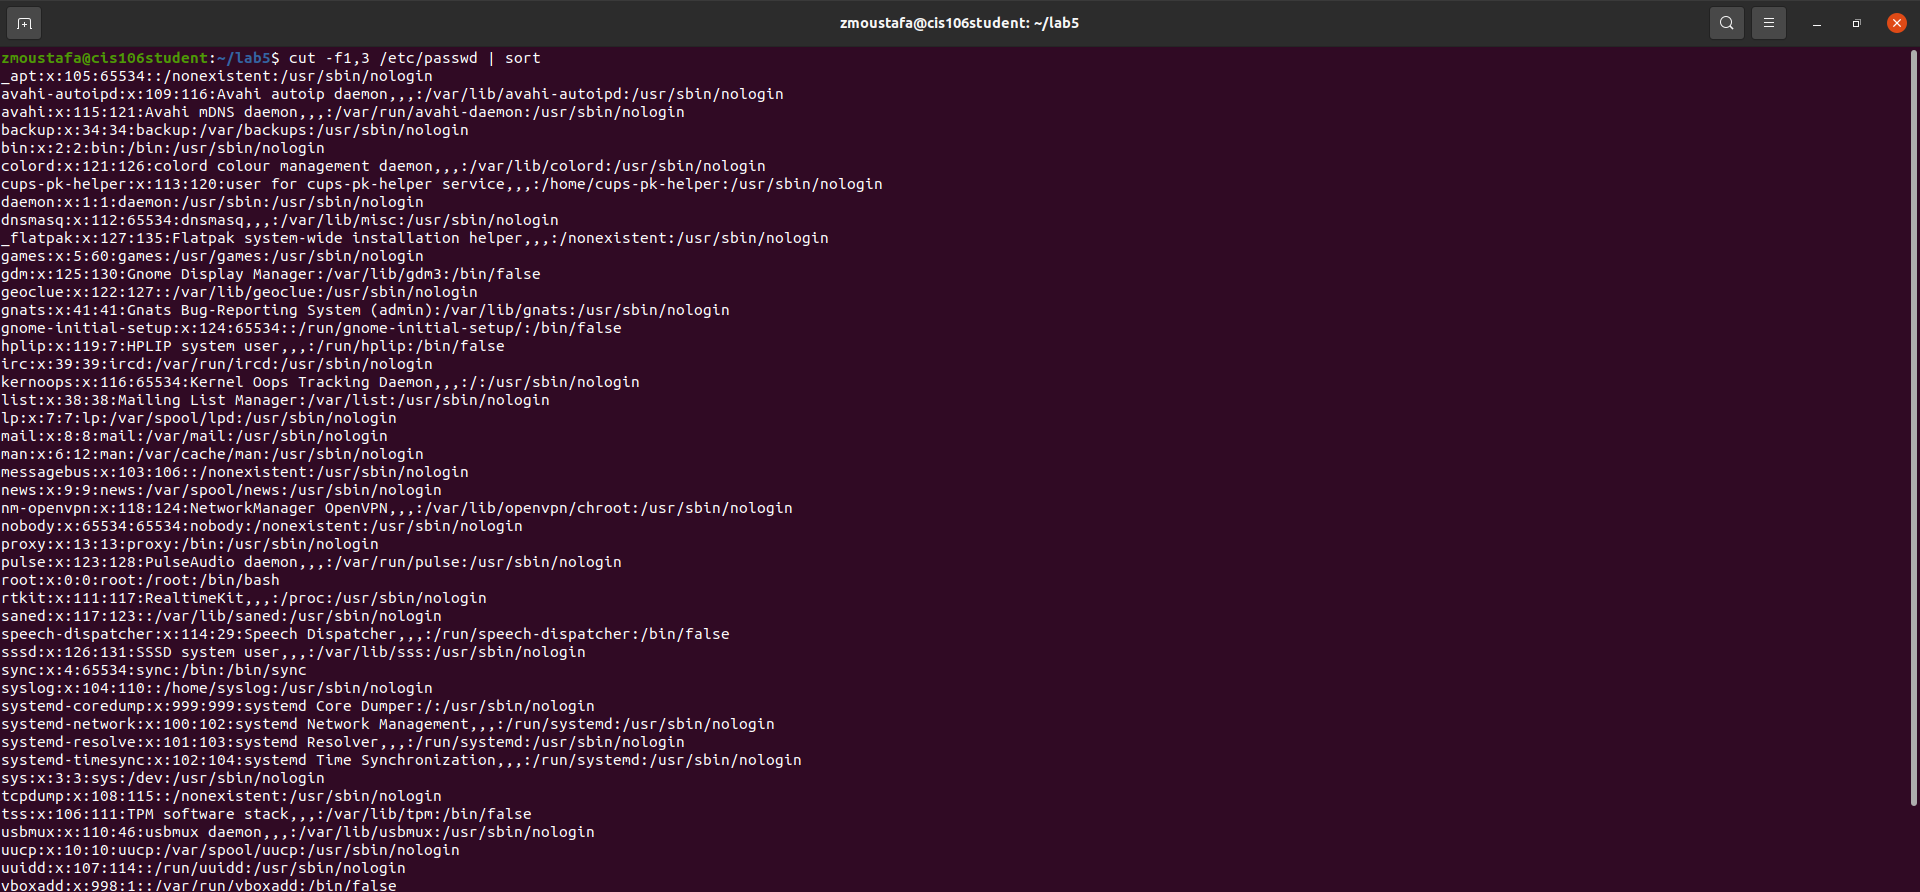 zmoustafa@cis106student: ~/lab5
zmoustafa@cis106student:~/lab5$ cut -f1,3 /etc/passwd | sort
_apt:x:105:65534::/nonexistent:/usr/sbin/nologin
avahi-autoipd:x:109:116:Avahi autoip daemon,,,:/var/lib/avahi-autoipd:/usr/sbin/nologin
avahi:x:115:121:Avahi mDNS daemon,,,:/var/run/avahi-daemon:/usr/sbin/nologin
backup:x:34:34:backup:/var/backups:/usr/sbin/nologin
bin:x:2:2:bin:/bin:/usr/sbin/nologin
colord:x:121:126:colord colour management daemon,,,:/var/lib/colord:/usr/sbin/nologin
cups-pk-helper:x:113:120:user for cups-pk-helper service,,,:/home/cups-pk-helper:/usr/sbin/nologin
daemon:x:1:1:daemon:/usr/sbin:/usr/sbin/nologin
dnsmasq:x:112:65534:dnsmasq,,,:/var/lib/misc:/usr/sbin/nologin
_flatpak:x:127:135:Flatpak system-wide installation helper,,,:/nonexistent:/usr/sbin/nologin
games:x:5:60:games:/usr/games:/usr/sbin/nologin
gdm:x:125:130:Gnome Display Manager:/var/lib/gdm3:/bin/false
geoclue:x:122:127::/var/lib/geoclue:/usr/sbin/nologin
gnats:x:41:41:Gnats Bug-Reporting System (admin):/var/lib/gnats:/usr/sbin/nologin
gnome-initial-setup:x:124:65534::/run/gnome-initial-setup/:/bin/false
hplip:x:119:7:HPLIP system user,,,:/run/hplip:/bin/false
irc:x:39:39:ircd:/var/run/ircd:/usr/sbin/nologin
kernoops:x:116:65534:Kernel Oops Tracking Daemon,,,:/:/usr/sbin/nologin
list:x:38:38:Mailing List Manager:/var/list:/usr/sbin/nologin
lp:x:7:7:lp:/var/spool/lpd:/usr/sbin/nologin
mail:x:8:8:mail:/var/mail:/usr/sbin/nologin
man:x:6:12:man:/var/cache/man:/usr/sbin/nologin
messagebus:x:103:106::/nonexistent:/usr/sbin/nologin
news:x:9:9:news:/var/spool/news:/usr/sbin/nologin
nm-openvpn:x:118:124:NetworkManager OpenVPN,,,:/var/lib/openvpn/chroot:/usr/sbin/nologin
nobody:x:65534:65534:nobody:/nonexistent:/usr/sbin/nologin
proxy:x:13:13:proxy:/bin:/usr/sbin/nologin
pulse:x:123:128:PulseAudio daemon,,,:/var/run/pulse:/usr/sbin/nologin
root:x:0:0:root:/root:/bin/bash
rtkit:x:111:117:RealtimeKit,,,:/proc:/usr/sbin/nologin
saned:x:117:123::/var/lib/saned:/usr/sbin/nologin
speech-dispatcher:x:114:29:Speech Dispatcher,,,:/run/speech-dispatcher:/bin/false
sssd:x:126:131:SSSD system user,,,:/var/lib/sss:/usr/sbin/nologin
sync:x:4:65534:sync:/bin:/bin/sync
syslog:x:104:110::/home/syslog:/usr/sbin/nologin
systemd-coredump:x:999:999:systemd Core Dumper:/:/usr/sbin/nologin
systemd-network:x:100:102:systemd Network Management,,,:/run/systemd:/usr/sbin/nologin
systemd-resolve:x:101:103:systemd Resolver,,,:/run/systemd:/usr/sbin/nologin
systemd-timesync:x:102:104:systemd Time Synchronization,,,:/run/systemd:/usr/sbin/nologin
sys:x:3:3:sys:/dev:/usr/sbin/nologin
tcpdump:x:108:115::/nonexistent:/usr/sbin/nologin
tss:x:106:111:TPM software stack,,,:/var/lib/tpm:/bin/false
usbmux:x:110:46:usbmux daemon,,,:/var/lib/usbmux:/usr/sbin/nologin
uucp:x:10:10:uucp:/var/spool/uucp:/usr/sbin/nologin
uuidd:x:107:114::/run/uuidd:/usr/sbin/nologin
vboxadd:x:998:1::/var/run/vboxadd:/bin/false